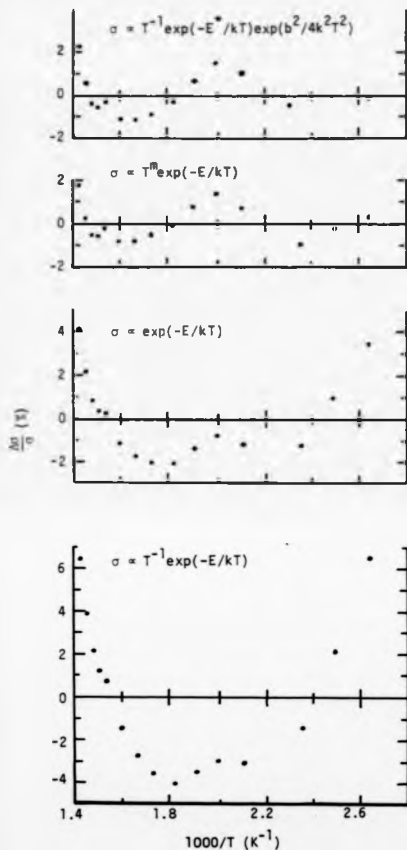 σ ∝ T⁻¹exp(-E*/kT)exp(b²/4k²T²)
2
0
-2
σ ∝ Tᵐexp(-E/kT)
2
0
-2
σ ∝ exp(-E/kT)
4
2
0
-2
Δσ/σ (%)
σ ∝ T⁻¹exp(-E/kT)
6
4
2
0
-2
-4
1.4 1.8 2.2 2.6
1000/T (K⁻¹)